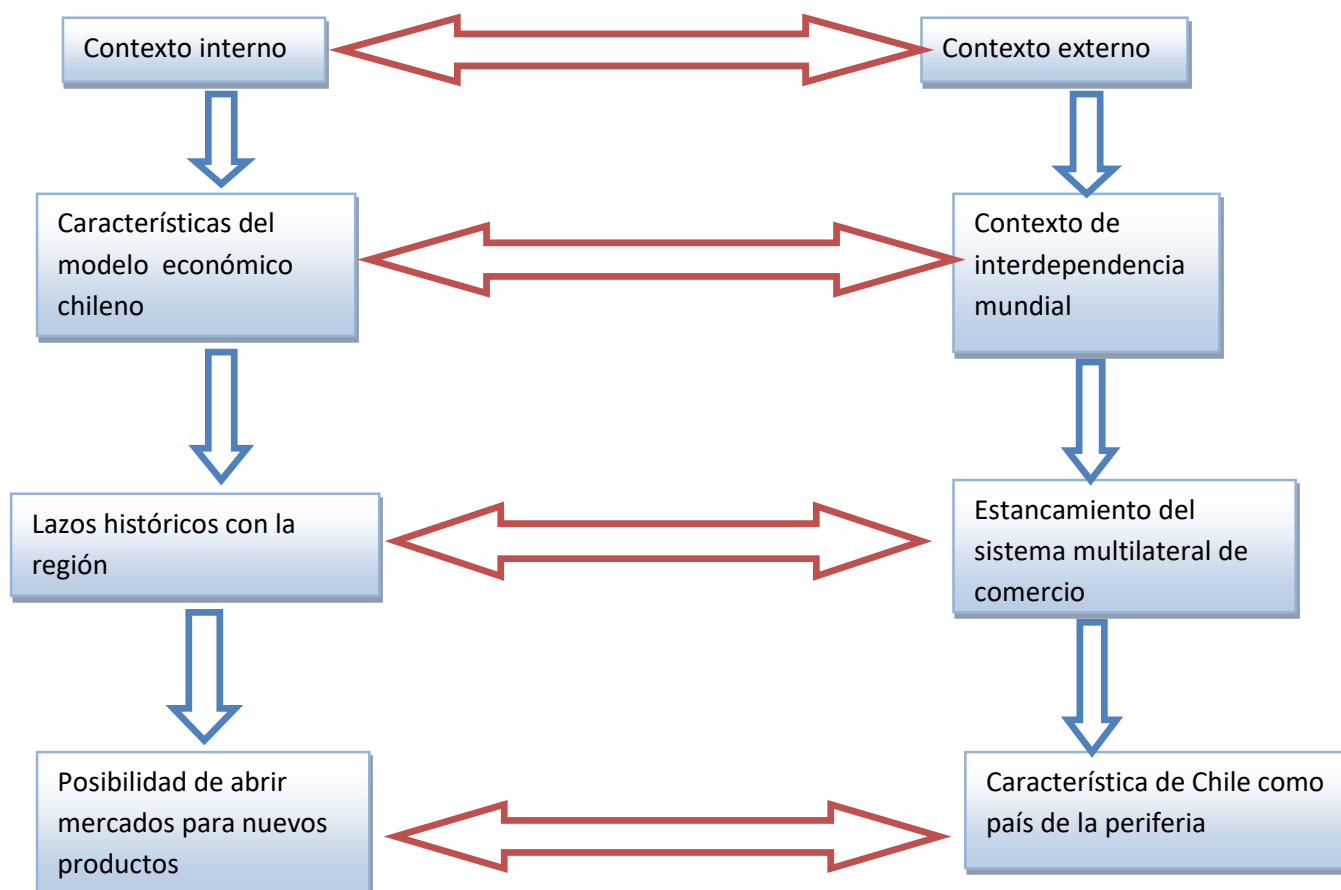 Contexto interno
Contexto externo
Características del
modelo económico
chileno
Contexto de
interdependencia
mundial
Lazos históricos con la
región
Estancamiento del
sistema multilateral de
comercio
Posibilidad de abrir
mercados para nuevos
productos
Característica de Chile como
país de la periferia